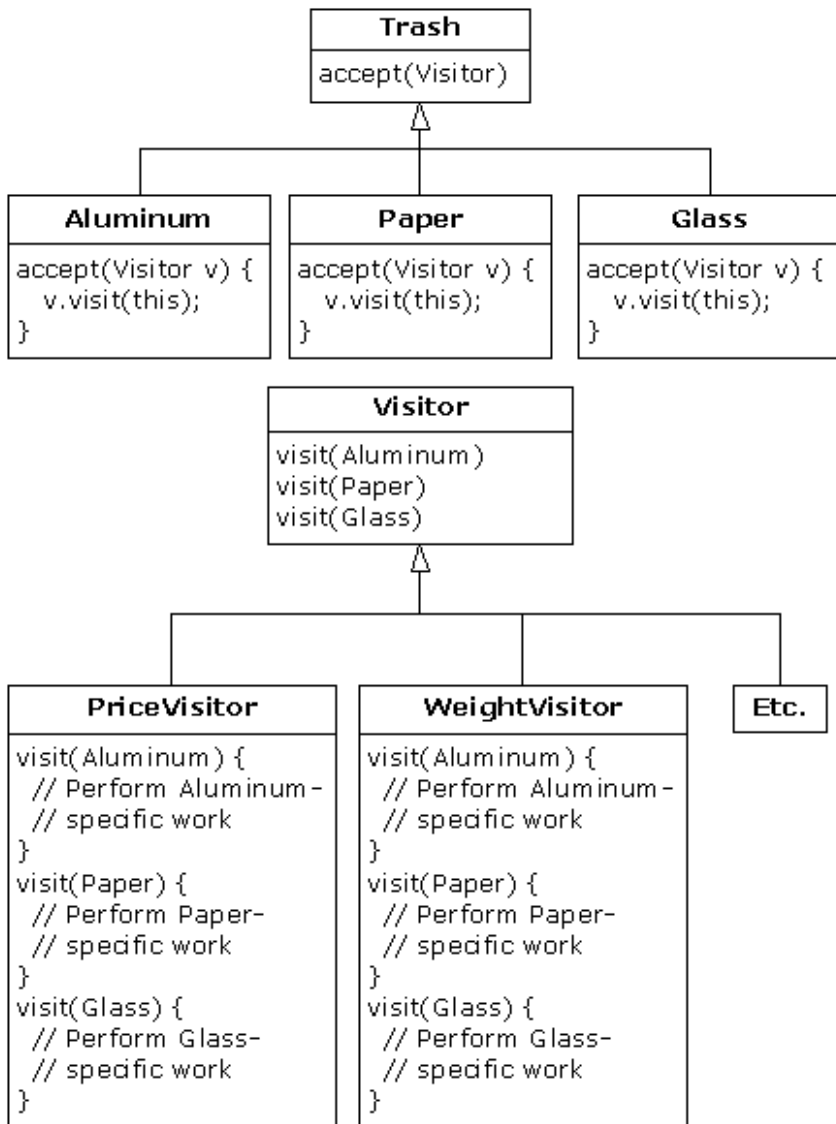 Trash
accept(Visitor)
Aluminum
accept(Visitor v) {
v.visit(this);
}
Paper
accept(Visitor v) {
v.visit(this);
}
Glass
accept(Visitor v) {
v.visit(this);
}
Visitor
visit(Aluminum)
visit(Paper)
visit(Glass)
PriceVisitor
visit(Aluminum) {
// Perform Aluminum-
// specific work
}
visit(Paper) {
// Perform Paper-
// specific work
}
visit(Glass) {
// Perform Glass-
// specific work
}
WeightVisitor
visit(Aluminum) {
// Perform Aluminum-
// specific work
}
visit(Paper) {
// Perform Paper-
// specific work
}
visit(Glass) {
// Perform Glass-
// specific work
}
Etc.